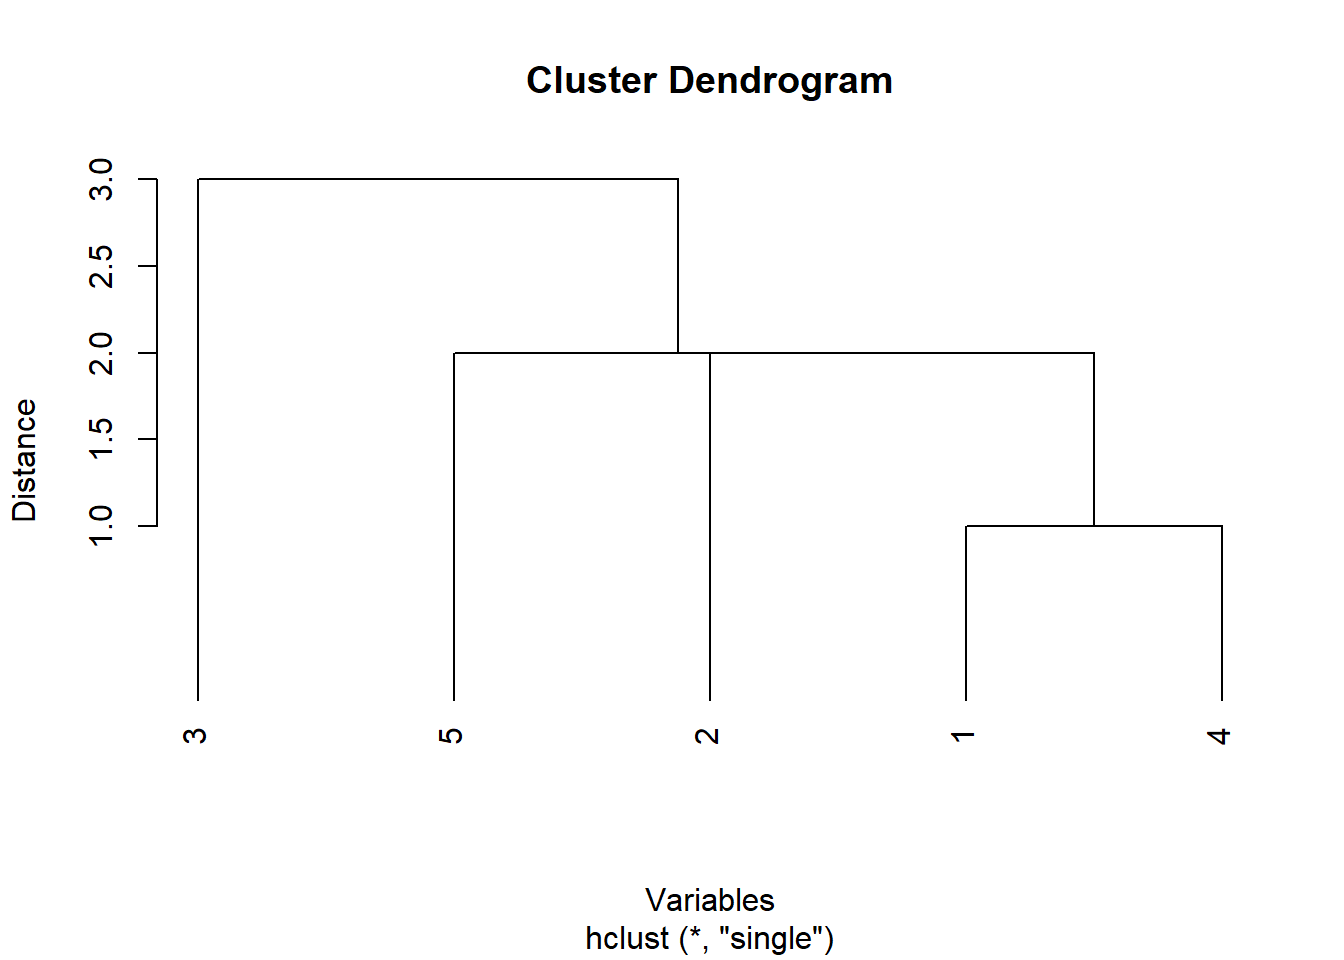 Cluster Dendrogram
3.0
2.5
2.0
1.5
1.0
Distance
3 5 2 1 4
Variables
hclust (*, "single")